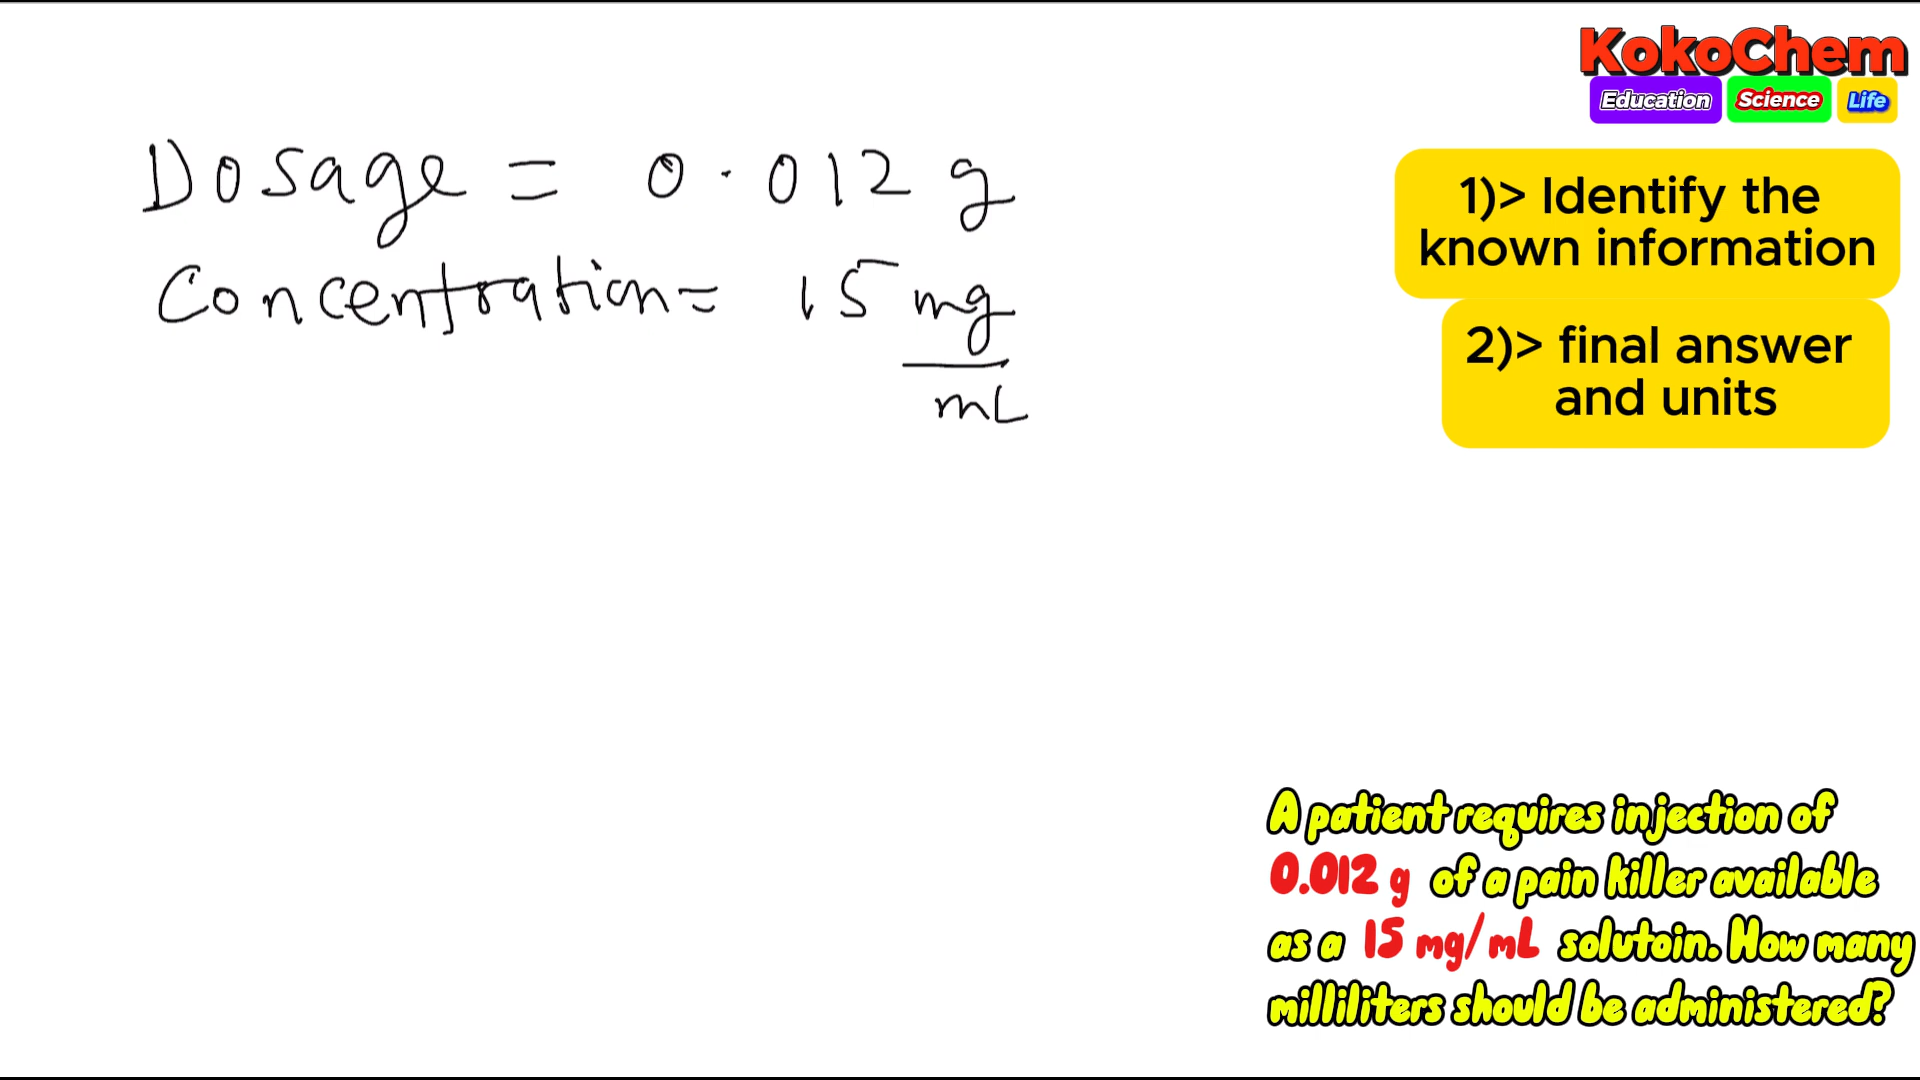 KokoChem
Education Science Life
Dosage = 0.012 g
Concentration = 15 mg
mL
1)> Identify the
known information
2)> final answer
and units
A patient requires injection of
0.012 g of a pain killer available
as a 15 mg/mL solutoin. How many
milliliters should be administered?